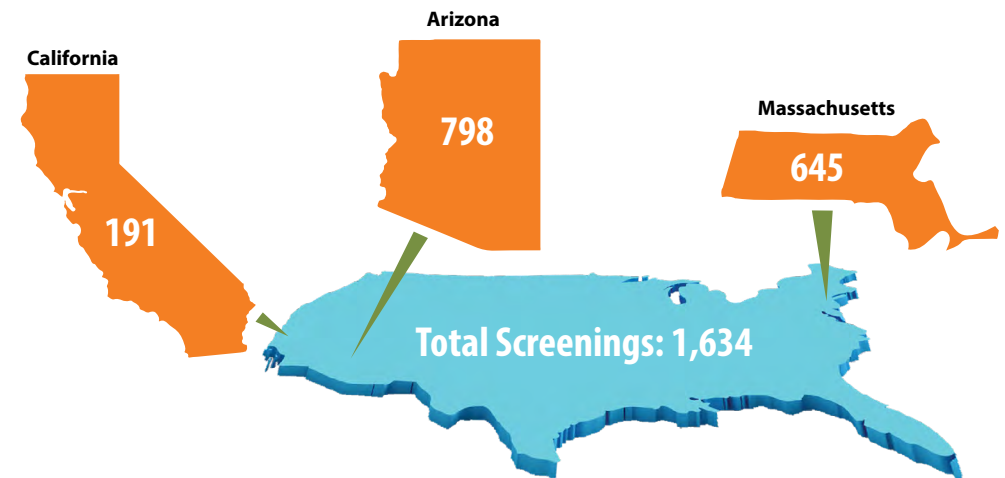 Arizona
California
Massachusetts
798
645
191
Total Screenings: 1,634